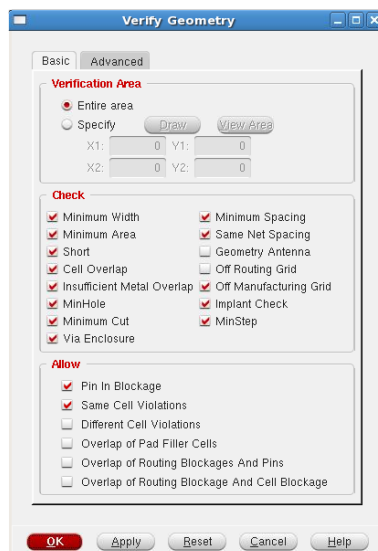 Verify Geometry
Basic Advanced
Verification Area
Entire area
Specify Draw View Area
X1: 0 Y1: 0
X2: 0 Y2: 0
Check
Minimum Width Minimum Spacing
Minimum Area Same Net Spacing
Short Geometry Antenna
Cell Overlap Off Routing Grid
Insufficient Metal Overlap Off Manufacturing Grid
MinHole Implant Check
Minimum Cut MinStep
Via Enclosure
Allow
Pin In Blockage
Same Cell Violations
Different Cell Violations
Overlap of Pad Filler Cells
Overlap of Routing Blockages And Pins
Overlap of Routing Blockage And Cell Blockage
OK Apply Reset Cancel Help